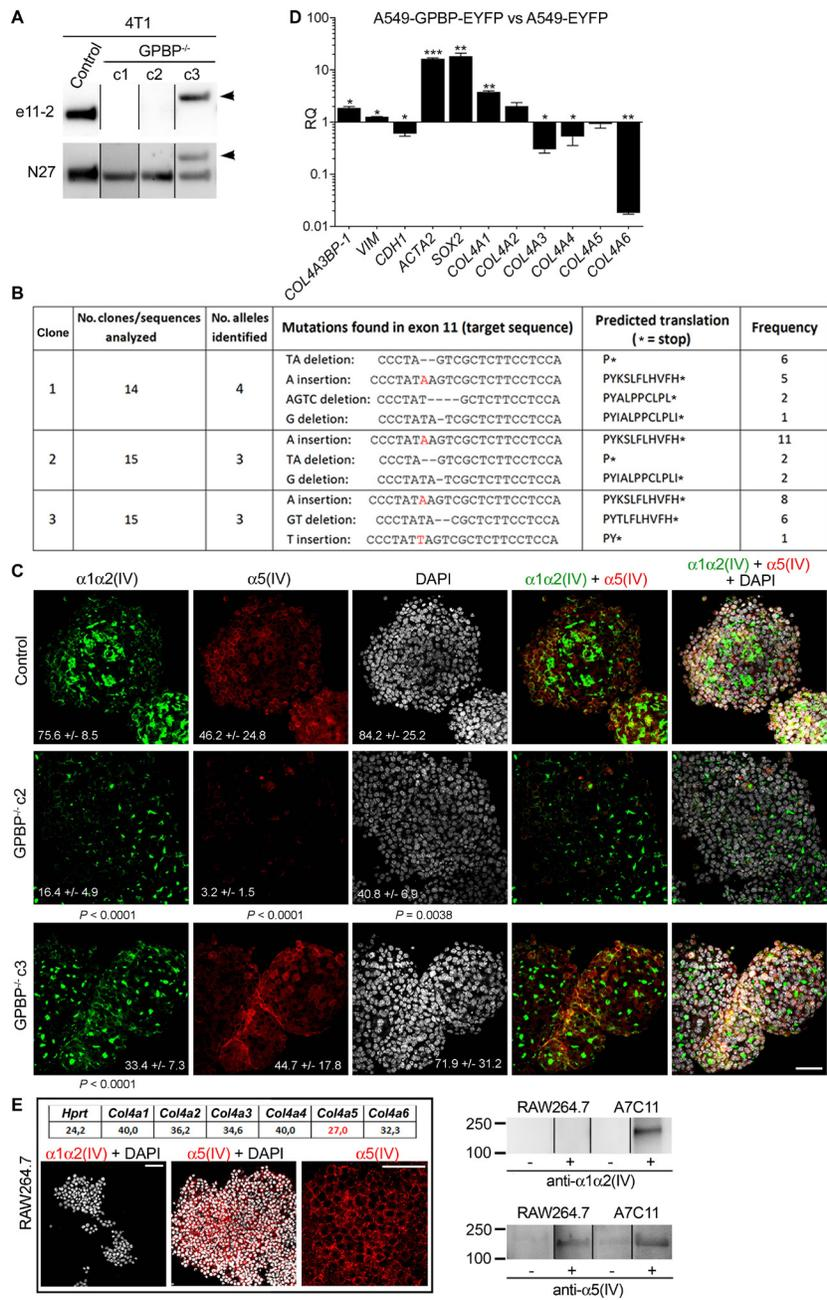 A
4T1
GPBP-/-
Control
c1 c2 c3
e11-2
N27
D
A549-GPBP-EYFP vs A549-EYFP
RQ
100
10
1
0.1
0.01
* * * *** ** ** * * **
COL4A3BP-1 VIM CDH1 ACTA2 SOX2 COL4A1 COL4A2 COL4A3 COL4A4 COL4A5 COL4A6
B
Clone No. clones/sequences analyzed No. alleles identified Mutations found in exon 11 (target sequence) Predicted translation (* = stop) Frequency
1 14 4
TA deletion: CCCTA--GTCGCTCTTCCTCCA P* 6
A insertion: CCCTATAAGTCGCTCTTCCTCCA PYKSLFLHVFH* 5
AGTC deletion: CCCTAT----GCTCTTCCTCCA PYALPPCLPL* 2
G deletion: CCCTATA-TCGCTCTTCCTCCA PYIALPPCLPLI* 1
2 15 3
A insertion: CCCTATAAGTCGCTCTTCCTCCA PYKSLFLHVFH* 11
TA deletion: CCCTA--GTCGCTCTTCCTCCA P* 2
G deletion: CCCTATA-TCGCTCTTCCTCCA PYIALPPCLPLI* 2
3 15 3
A insertion: CCCTATAAGTCGCTCTTCCTCCA PYKSLFLHVFH* 8
GT deletion: CCCTATA--CGCTCTTCCTCCA PYTLFLHVFH* 6
T insertion: CCCTATTAGTCGCTCTTCCTCCA PY* 1
C
α1α2(IV) α5(IV) DAPI α1α2(IV) + α5(IV) α1α2(IV) + α5(IV) + DAPI
Control
75.6 +/- 8.5 46.2 +/- 24.8 84.2 +/- 25.2
GPBP-/- c2
16.4 +/- 4.9 3.2 +/- 1.5 40.8 +/- 6.9
P < 0.0001 P < 0.0001 P = 0.0038
GPBP-/- c3
33.4 +/- 7.3 44.7 +/- 17.8 71.9 +/- 31.2
P < 0.0001
E
RAW264.7
Hprt Col4a1 Col4a2 Col4a3 Col4a4 Col4a5 Col4a6
24,2 40,0 36,2 34,6 40,0 27,0 32,3
α1α2(IV) + DAPI α5(IV) + DAPI α5(IV)
RAW264.7 A7C11
250
100
- + - +
anti-α1α2(IV)
RAW264.7 A7C11
250
100
- + - +
anti-α5(IV)